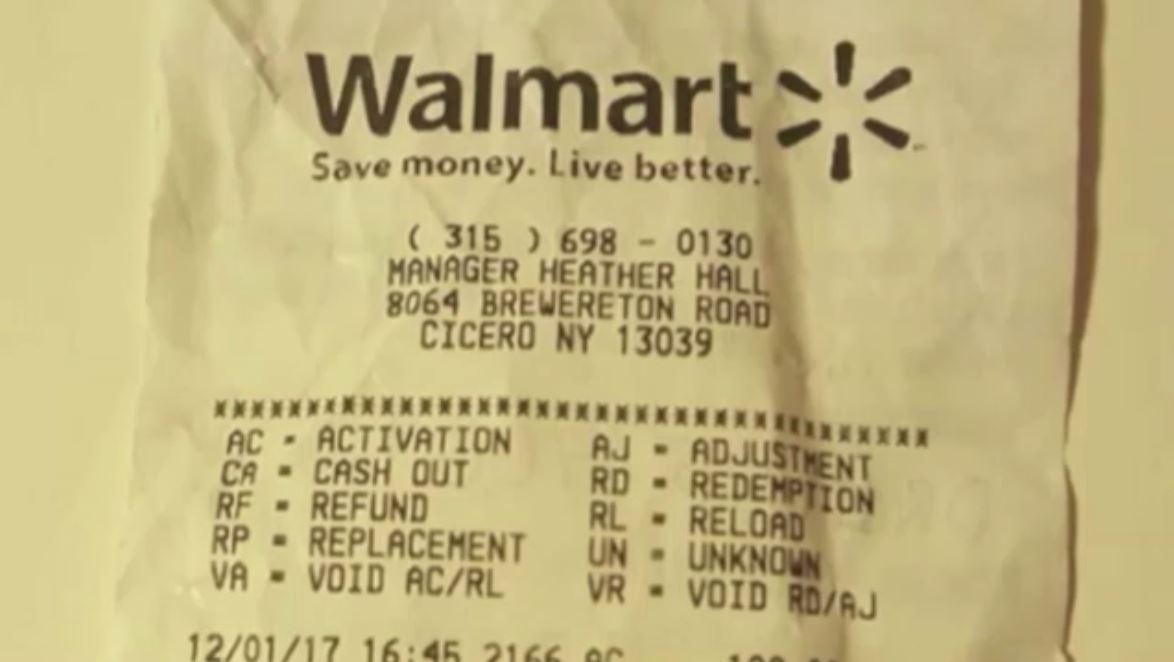 Walmart
Save money. Live better.
( 315 ) 698 - 0130
MANAGER HEATHER HALL
8064 BREWERETON ROAD
CICERO NY 13039
AC - ACTIVATION AJ - ADJUSTMENT
CA - CASH OUT RD - REDEMPTION
RF - REFUND RL - RELOAD
RP - REPLACEMENT UN - UNKNOWN
VA - VOID AC/RL VR - VOID RD/AJ
12/01/17 16:45 2166 AC